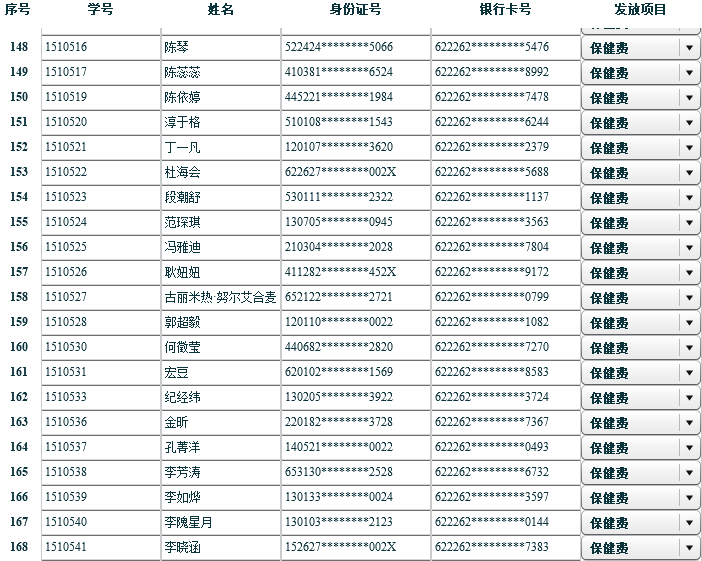 序号 学号 姓名 身份证号 银行卡号 发放项目
148 1510516 陈琴 522424********5066 622262*********5476 保健费
149 1510517 陈蕊蕊 410381********6524 622262*********8992 保健费
150 1510519 陈依婷 445221********1984 622262*********7478 保健费
151 1510520 淳于格 510108********1543 622262*********6244 保健费
152 1510521 丁一凡 120107********3620 622262*********2379 保健费
153 1510522 杜海会 622627********002X 622262*********5688 保健费
154 1510523 段潮舒 530111********2322 622262*********1137 保健费
155 1510524 范琛琪 130705********0945 622262*********3563 保健费
156 1510525 冯雅迪 210304********2028 622262*********7804 保健费
157 1510526 耿妞妞 411282********452X 622262*********9172 保健费
158 1510527 古丽米热·努尔艾合麦 652122********2721 622262*********0799 保健费
159 1510528 郭超毅 120110********0022 622262*********1082 保健费
160 1510530 何徵莹 440682********2820 622262*********7270 保健费
161 1510531 宏豆 620102********1569 622262*********8583 保健费
162 1510533 纪经纬 130205********3922 622262*********3724 保健费
163 1510536 金昕 220182********3728 622262*********7367 保健费
164 1510537 孔菁洋 140521********0022 622262*********0493 保健费
165 1510538 李芳涛 653130********2528 622262*********6732 保健费
166 1510539 李如烨 130133********0024 622262*********3597 保健费
167 1510540 李隗星月 130103********2123 622262*********0144 保健费
168 1510541 李晓涵 152627********002X 622262*********7383 保健费